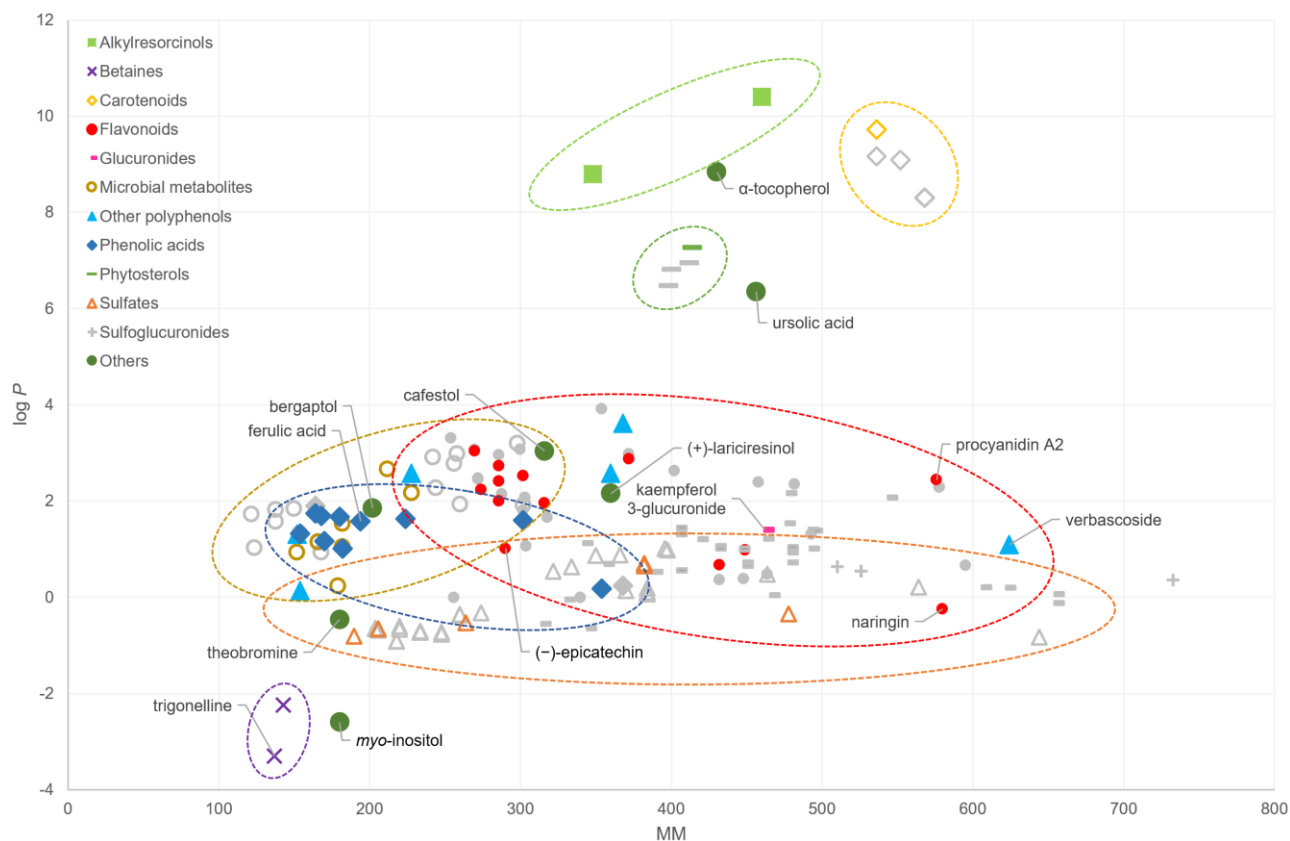 12
10
8
6
4
2
0
-2
-4
log P
Alkylresorcinols
Betaines
Carotenoids
Flavonoids
Glucuronides
Microbial metabolites
Other polyphenols
Phenolic acids
Phytosterols
Sulfates
Sulfoglucuronides
Others
α-tocopherol
ursolic acid
cafestol
bergaptol
ferulic acid
(+)-lariciresinol
kaempferol
3-glucuronide
procyanidin A2
verbascoside
naringin
theobromine
(−)-epicatechin
trigonelline
myo-inositol
0 100 200 300 400 500 600 700 800
MM